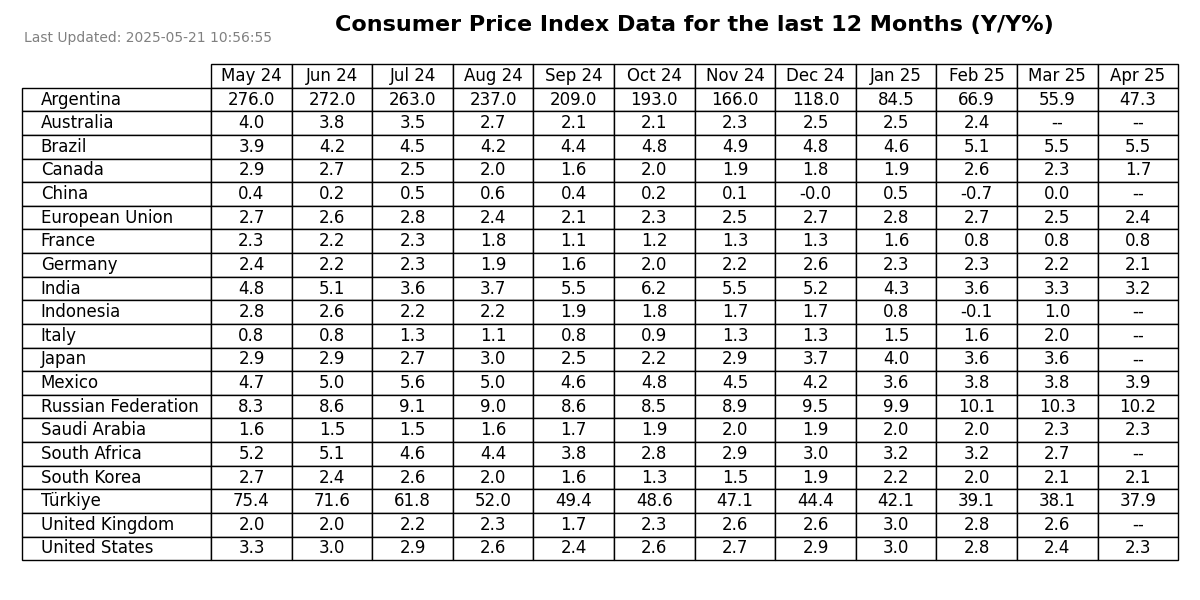 Consumer Price Index Data for the last 12 Months (Y/Y%)
Last Updated: 2025-05-21 10:56:55
May 24 Jun 24 Jul 24 Aug 24 Sep 24 Oct 24 Nov 24 Dec 24 Jan 25 Feb 25 Mar 25 Apr 25
Argentina 276.0 272.0 263.0 237.0 209.0 193.0 166.0 118.0 84.5 66.9 55.9 47.3
Australia 4.0 3.8 3.5 2.7 2.1 2.1 2.3 2.5 2.5 2.4 -- --
Brazil 3.9 4.2 4.5 4.2 4.4 4.8 4.9 4.8 4.6 5.1 5.5 5.5
Canada 2.9 2.7 2.5 2.0 1.6 2.0 1.9 1.8 1.9 2.6 2.3 1.7
China 0.4 0.2 0.5 0.6 0.4 0.2 0.1 -0.0 0.5 -0.7 0.0 --
European Union 2.7 2.6 2.8 2.4 2.1 2.3 2.5 2.7 2.8 2.7 2.5 2.4
France 2.3 2.2 2.3 1.8 1.1 1.2 1.3 1.3 1.6 0.8 0.8 0.8
Germany 2.4 2.2 2.3 1.9 1.6 2.0 2.2 2.6 2.3 2.3 2.2 2.1
India 4.8 5.1 3.6 3.7 5.5 6.2 5.5 5.2 4.3 3.6 3.3 3.2
Indonesia 2.8 2.6 2.2 2.2 1.9 1.8 1.7 1.7 0.8 -0.1 1.0 --
Italy 0.8 0.8 1.3 1.1 0.8 0.9 1.3 1.3 1.5 1.6 2.0 --
Japan 2.9 2.9 2.7 3.0 2.5 2.2 2.9 3.7 4.0 3.6 3.6 --
Mexico 4.7 5.0 5.6 5.0 4.6 4.8 4.5 4.2 3.6 3.8 3.8 3.9
Russian Federation 8.3 8.6 9.1 9.0 8.6 8.5 8.9 9.5 9.9 10.1 10.3 10.2
Saudi Arabia 1.6 1.5 1.5 1.6 1.7 1.9 2.0 1.9 2.0 2.0 2.3 2.3
South Africa 5.2 5.1 4.6 4.4 3.8 2.8 2.9 3.0 3.2 3.2 2.7 --
South Korea 2.7 2.4 2.6 2.0 1.6 1.3 1.5 1.9 2.2 2.0 2.1 2.1
Türkiye 75.4 71.6 61.8 52.0 49.4 48.6 47.1 44.4 42.1 39.1 38.1 37.9
United Kingdom 2.0 2.0 2.2 2.3 1.7 2.3 2.6 2.6 3.0 2.8 2.6 --
United States 3.3 3.0 2.9 2.6 2.4 2.6 2.7 2.9 3.0 2.8 2.4 2.3